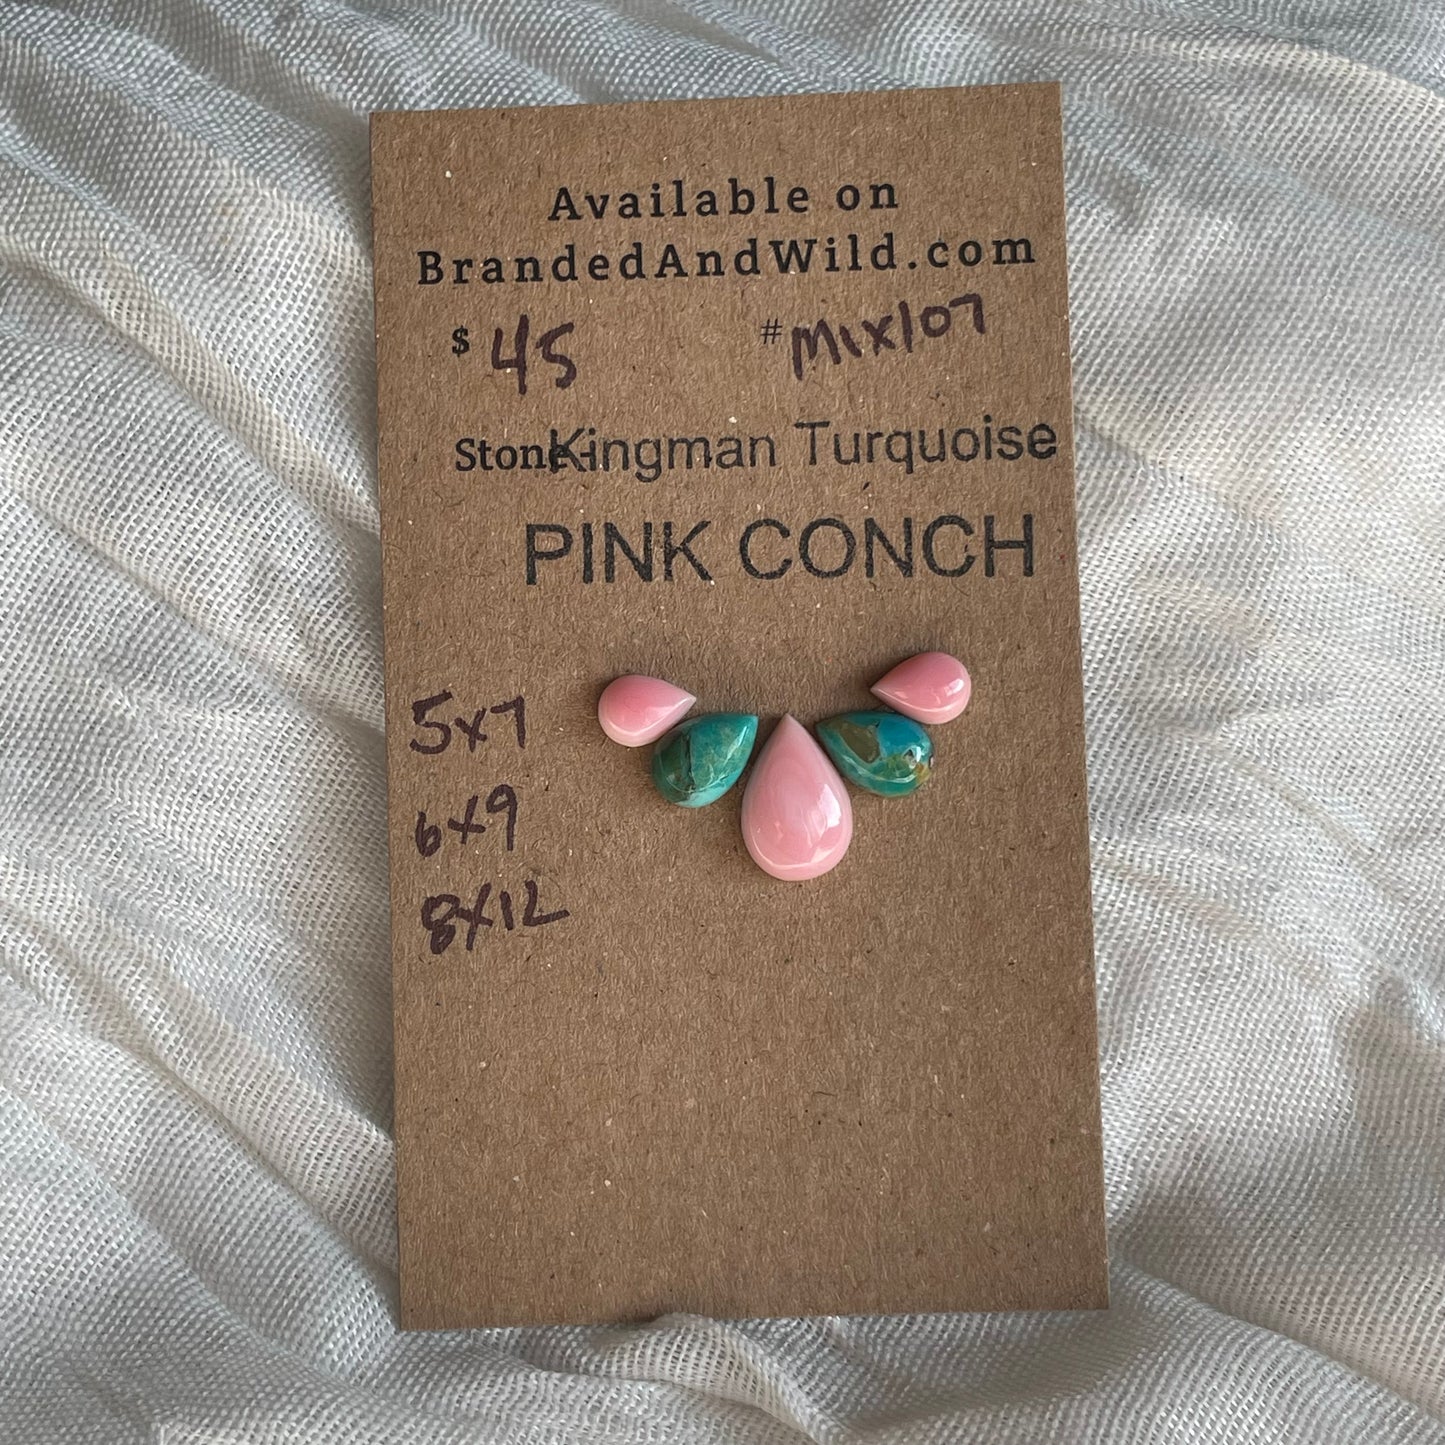 Available on
BrandedAndWild.com
$ 45 # MIX107
Stone- Kingman Turquoise
PINK CONCH
5x7
6x9
8x12